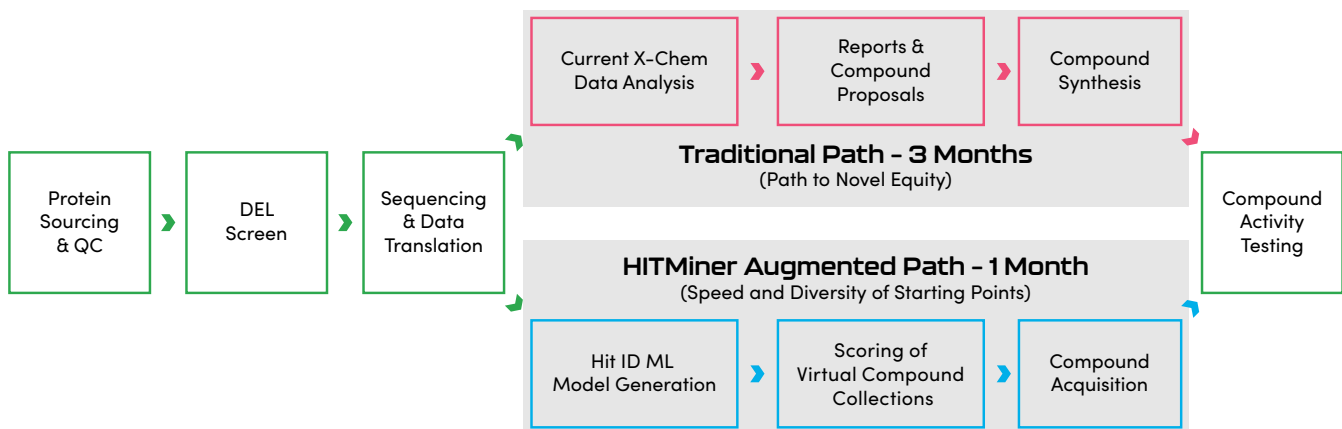 Protein
Sourcing
& QC
DEL
Screen
Sequencing
& Data
Translation
Current X-Chem
Data Analysis
Reports &
Compound
Proposals
Compound
Synthesis
Traditional Path - 3 Months
(Path to Novel Equity)
HITMiner Augmented Path - 1 Month
(Speed and Diversity of Starting Points)
Hit ID ML
Model Generation
Scoring of
Virtual Compound
Collections
Compound
Acquisition
Compound
Activity
Testing